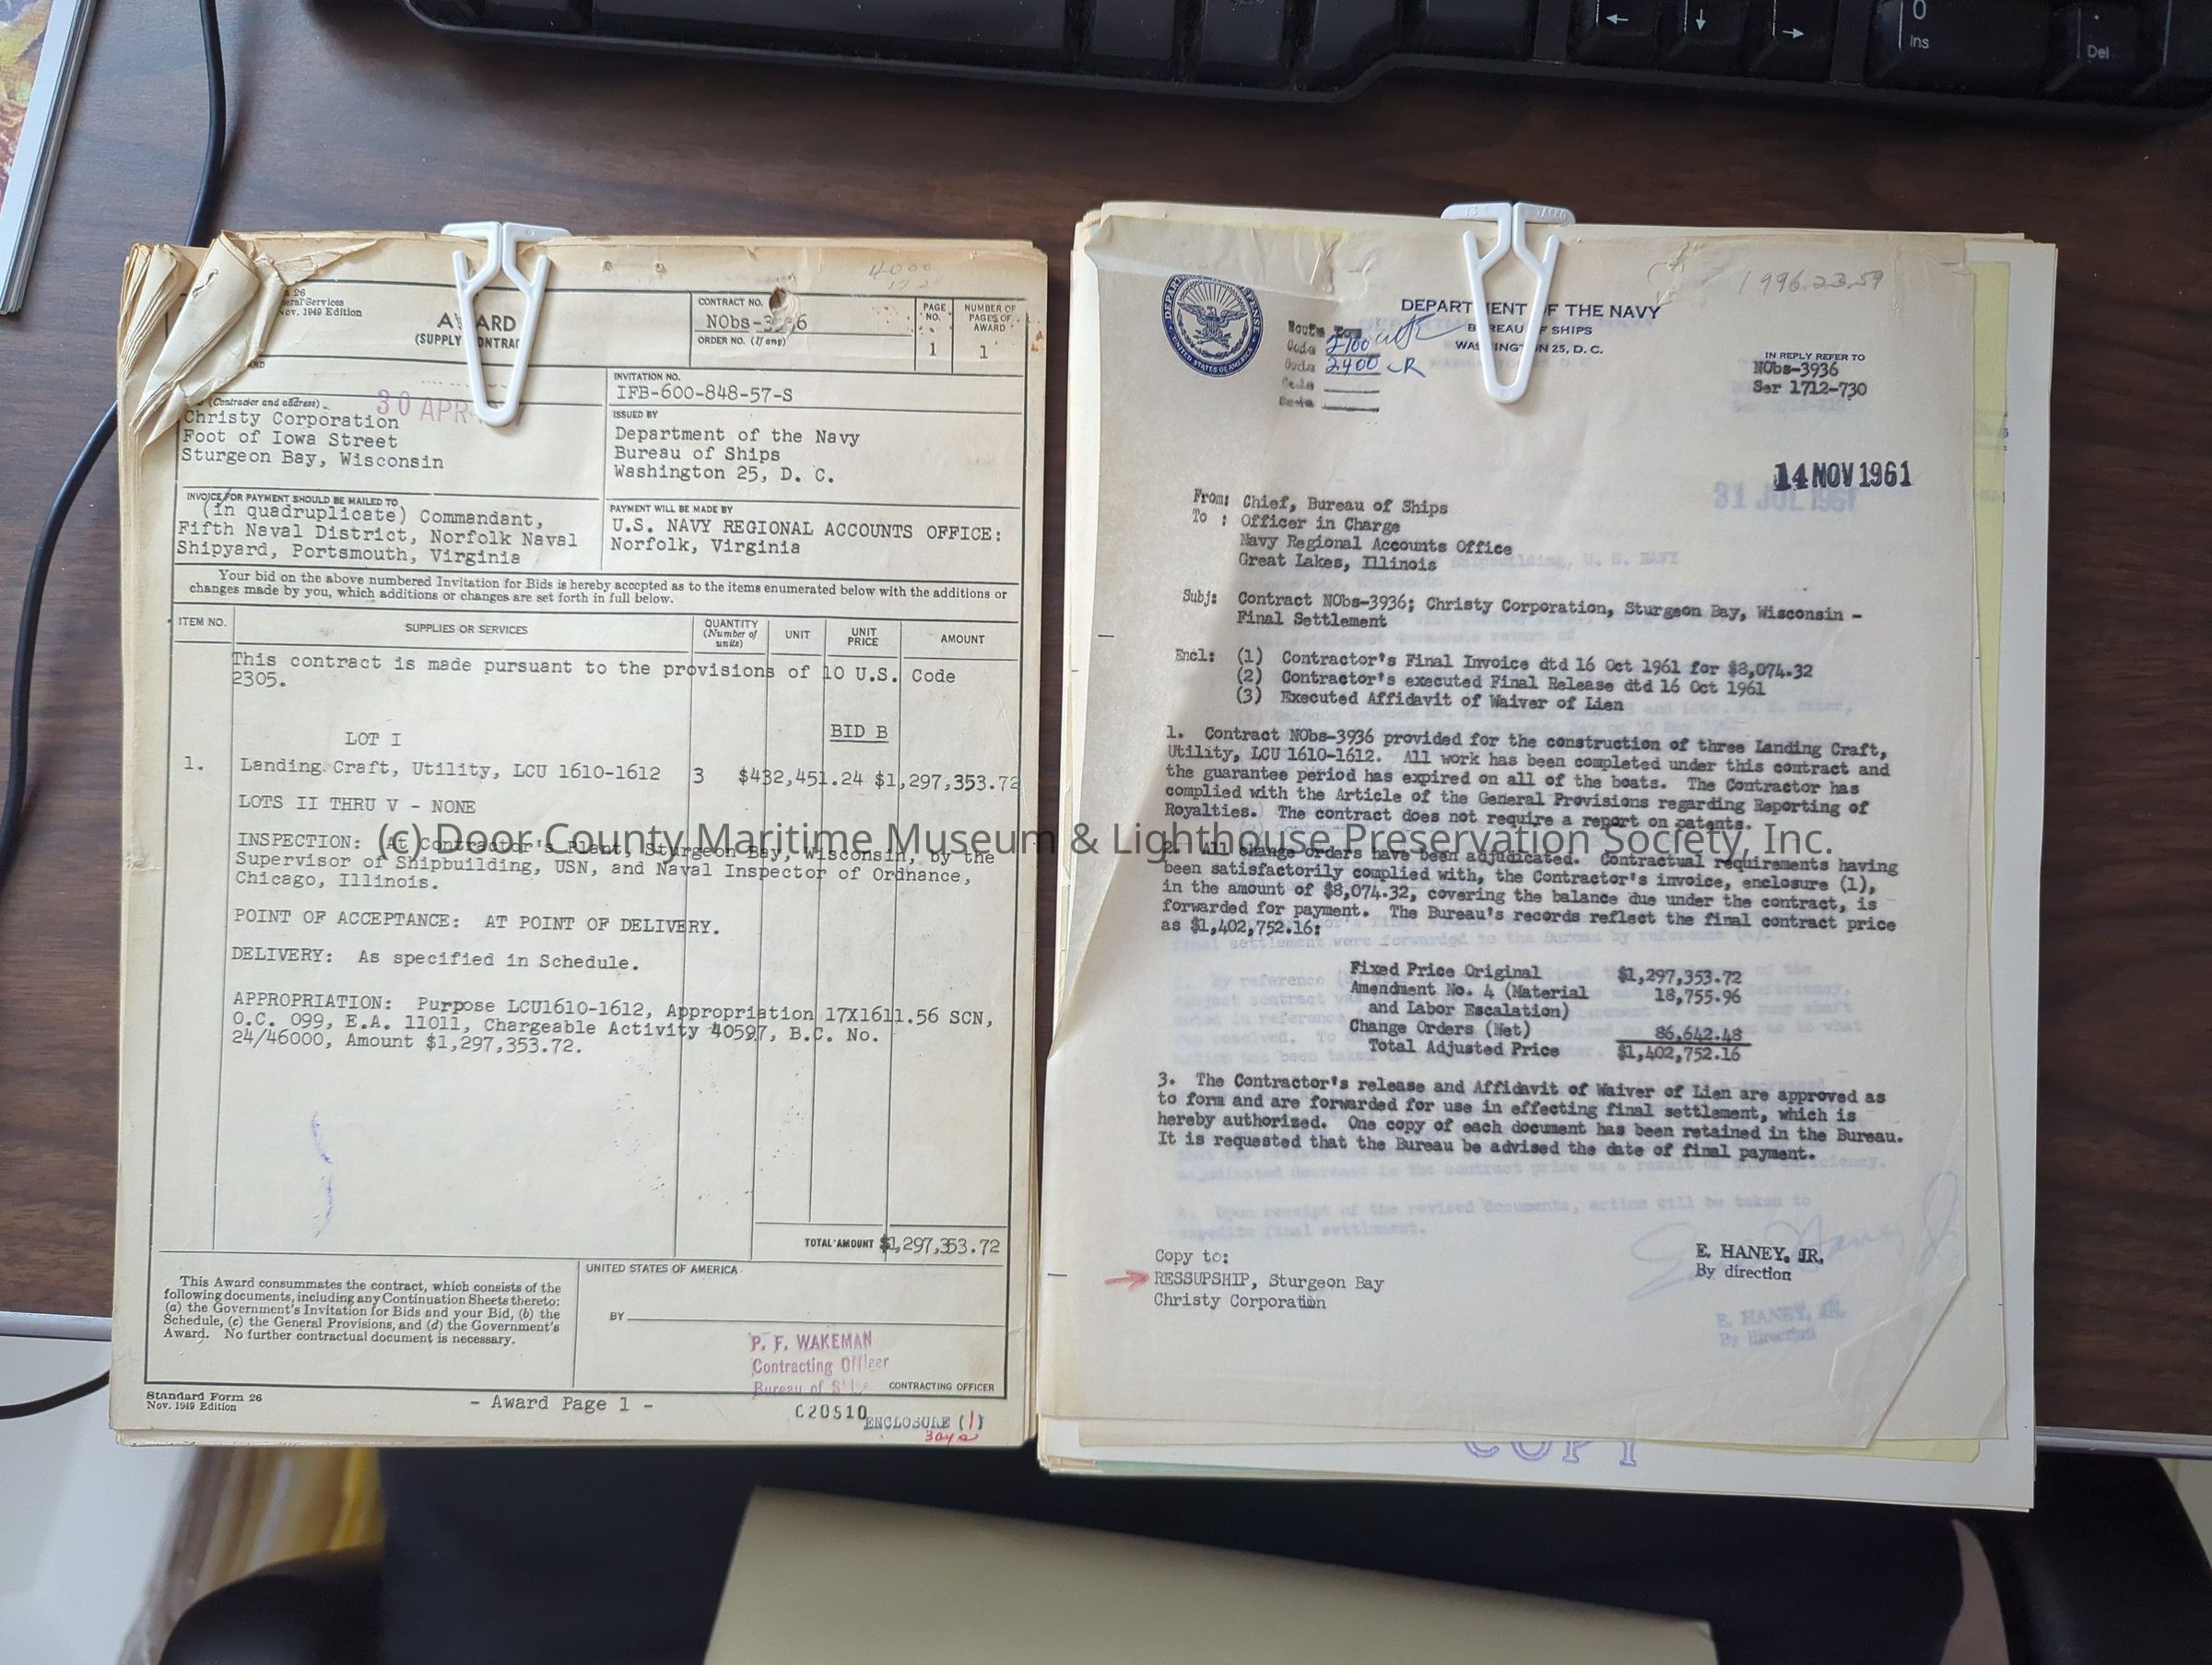 0
Ins
.
Del
26
eral Services
Nov. 1949 Edition
CONTRACT NO.
NObs-3
6
ORDER NO. (If any)
PAGE NO.
1
NUMBER OF PAGES OF AWARD
1
(SUPPLY
30 APR
(Contractor and address)
Christy Corporation
Foot of Iowa Street
Sturgeon Bay, Wisconsin
INVITATION NO.
IFB-600-848-57-S
ISSUED BY
Department of the Navy
Bureau of Ships
Washington 25, D. C.
INVOICE FOR PAYMENT SHOULD BE MAILED TO
(in quadruplicate) Commandant,
Fifth Naval District, Norfolk Naval
Shipyard, Portsmouth, Virginia
PAYMENT WILL BE MADE BY
U.S. NAVY REGIONAL ACCOUNTS OFFICE:
Norfolk, Virginia
Your bid on the above numbered Invitation for Bids is hereby accepted as to the items enumerated below with the additions or
changes made by you, which additions or changes are set forth in full below.
ITEM NO. SUPPLIES OR SERVICES QUANTITY (Number of units) UNIT UNIT PRICE AMOUNT
This contract is made pursuant to the provisions of 10 U.S. Code
2305.
BID B
LOT I
1. Landing Craft, Utility, LCU 1610-1612 3 $432,451.24 $1,297,353.72
LOTS II THRU V - NONE
INSPECTION: At Contractor's Plant, Sturgeon Bay, Wisconsin, by the
Supervisor of Shipbuilding, USN, and Naval Inspector of Ordnance,
Chicago, Illinois.
POINT OF ACCEPTANCE: AT POINT OF DELIVERY.
DELIVERY: As specified in Schedule.
APPROPRIATION: Purpose LCU1610-1612, Appropriation 17X1611.56 SCN,
O.C. 099, E.A. 11011, Chargeable Activity 40597, B.C. No.
24/46000, Amount $1,297,353.72.
TOTAL AMOUNT $1,297,353.72
This Award consummates the contract, which consists of the
following documents, including any Continuation Sheets thereto:
(a) the Government's Invitation for Bids and your Bid, (b) the
Schedule, (c) the General Provisions, and (d) the Government's
Award. No further contractual document is necessary.
UNITED STATES OF AMERICA
BY
P. F. WAKEMAN
Contracting Officer
Bureau of
CONTRACTING OFFICER
Standard Form 26
Nov. 1949 Edition
- Award Page 1 -
C20510
ENCLOSURE (1)
1996.23.59
DEPARTMENT OF THE NAVY
BUREAU OF SHIPS
WASHINGTON 25, D. C.
UNITED STATES OF AMERICA
Code 2700
Code 2400 CR
Code
Code
IN REPLY REFER TO
NObs-3936
Ser 1712-730
14 NOV 1961
31 JUL 1961
From: Chief, Bureau of Ships
To : Officer in Charge
Navy Regional Accounts Office
Great Lakes, Illinois
Subj: Contract NObs-3936; Christy Corporation, Sturgeon Bay, Wisconsin -
Final Settlement
Encl: (1) Contractor's Final Invoice dtd 16 Oct 1961 for $8,074.32
(2) Contractor's executed Final Release dtd 16 Oct 1961
(3) Executed Affidavit of Waiver of Lien
1. Contract NObs-3936 provided for the construction of three Landing Craft,
Utility, LCU 1610-1612. All work has been completed under this contract and
the guarantee period has expired on all of the boats. The Contractor has
complied with the Article of the General Provisions regarding Reporting of
Royalties. The contract does not require a report on patents.
2. All change orders have been adjudicated. Contractual requirements having
been satisfactorily complied with, the Contractor's invoice, enclosure (1),
in the amount of $8,074.32, covering the balance due under the contract, is
forwarded for payment. The Bureau's records reflect the final contract price
as $1,402,752.16:
Fixed Price Original $1,297,353.72
Amendment No. 4 (Material 18,755.96
and Labor Escalation)
Change Orders (Net) 86,642.48
Total Adjusted Price $1,402,752.16
3. The Contractor's release and Affidavit of Waiver of Lien are approved as
to form and are forwarded for use in effecting final settlement, which is
hereby authorized. One copy of each document has been retained in the Bureau.
It is requested that the Bureau be advised the date of final payment.
Copy to:
RESSUPSHIP, Sturgeon Bay
Christy Corporation
E. HANEY, JR.
By direction
E. HANEY, JR.
By direction
COPY
(c) Door County Maritime Museum & Lighthouse Preservation Society, Inc.